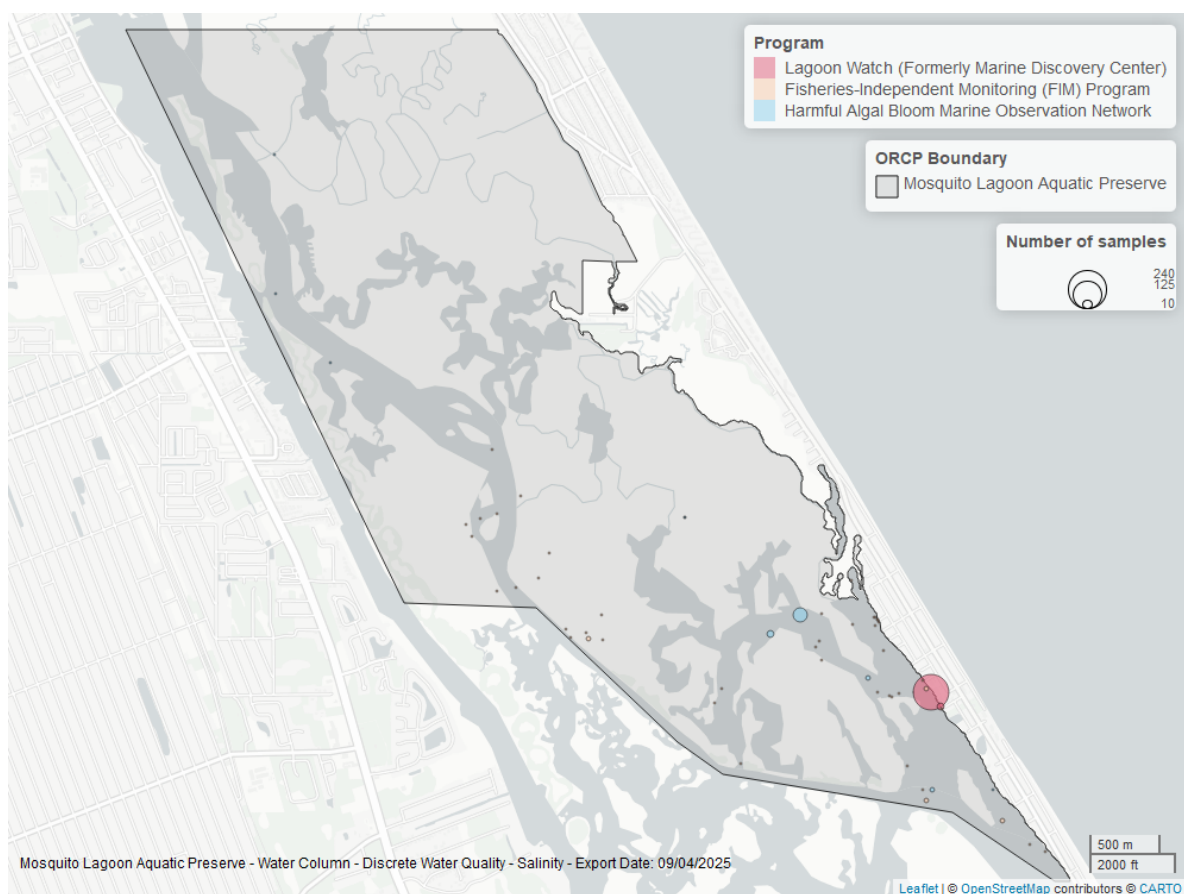 Program
Lagoon Watch (Formerly Marine Discovery Center)
Fisheries-Independent Monitoring (FIM) Program
Harmful Algal Bloom Marine Observation Network
ORCP Boundary
Mosquito Lagoon Aquatic Preserve
Number of samples
240
125
10
500 m
2000 ft
Mosquito Lagoon Aquatic Preserve - Water Column - Discrete Water Quality - Salinity - Export Date: 09/04/2025
Leaflet | © OpenStreetMap contributors © CARTO